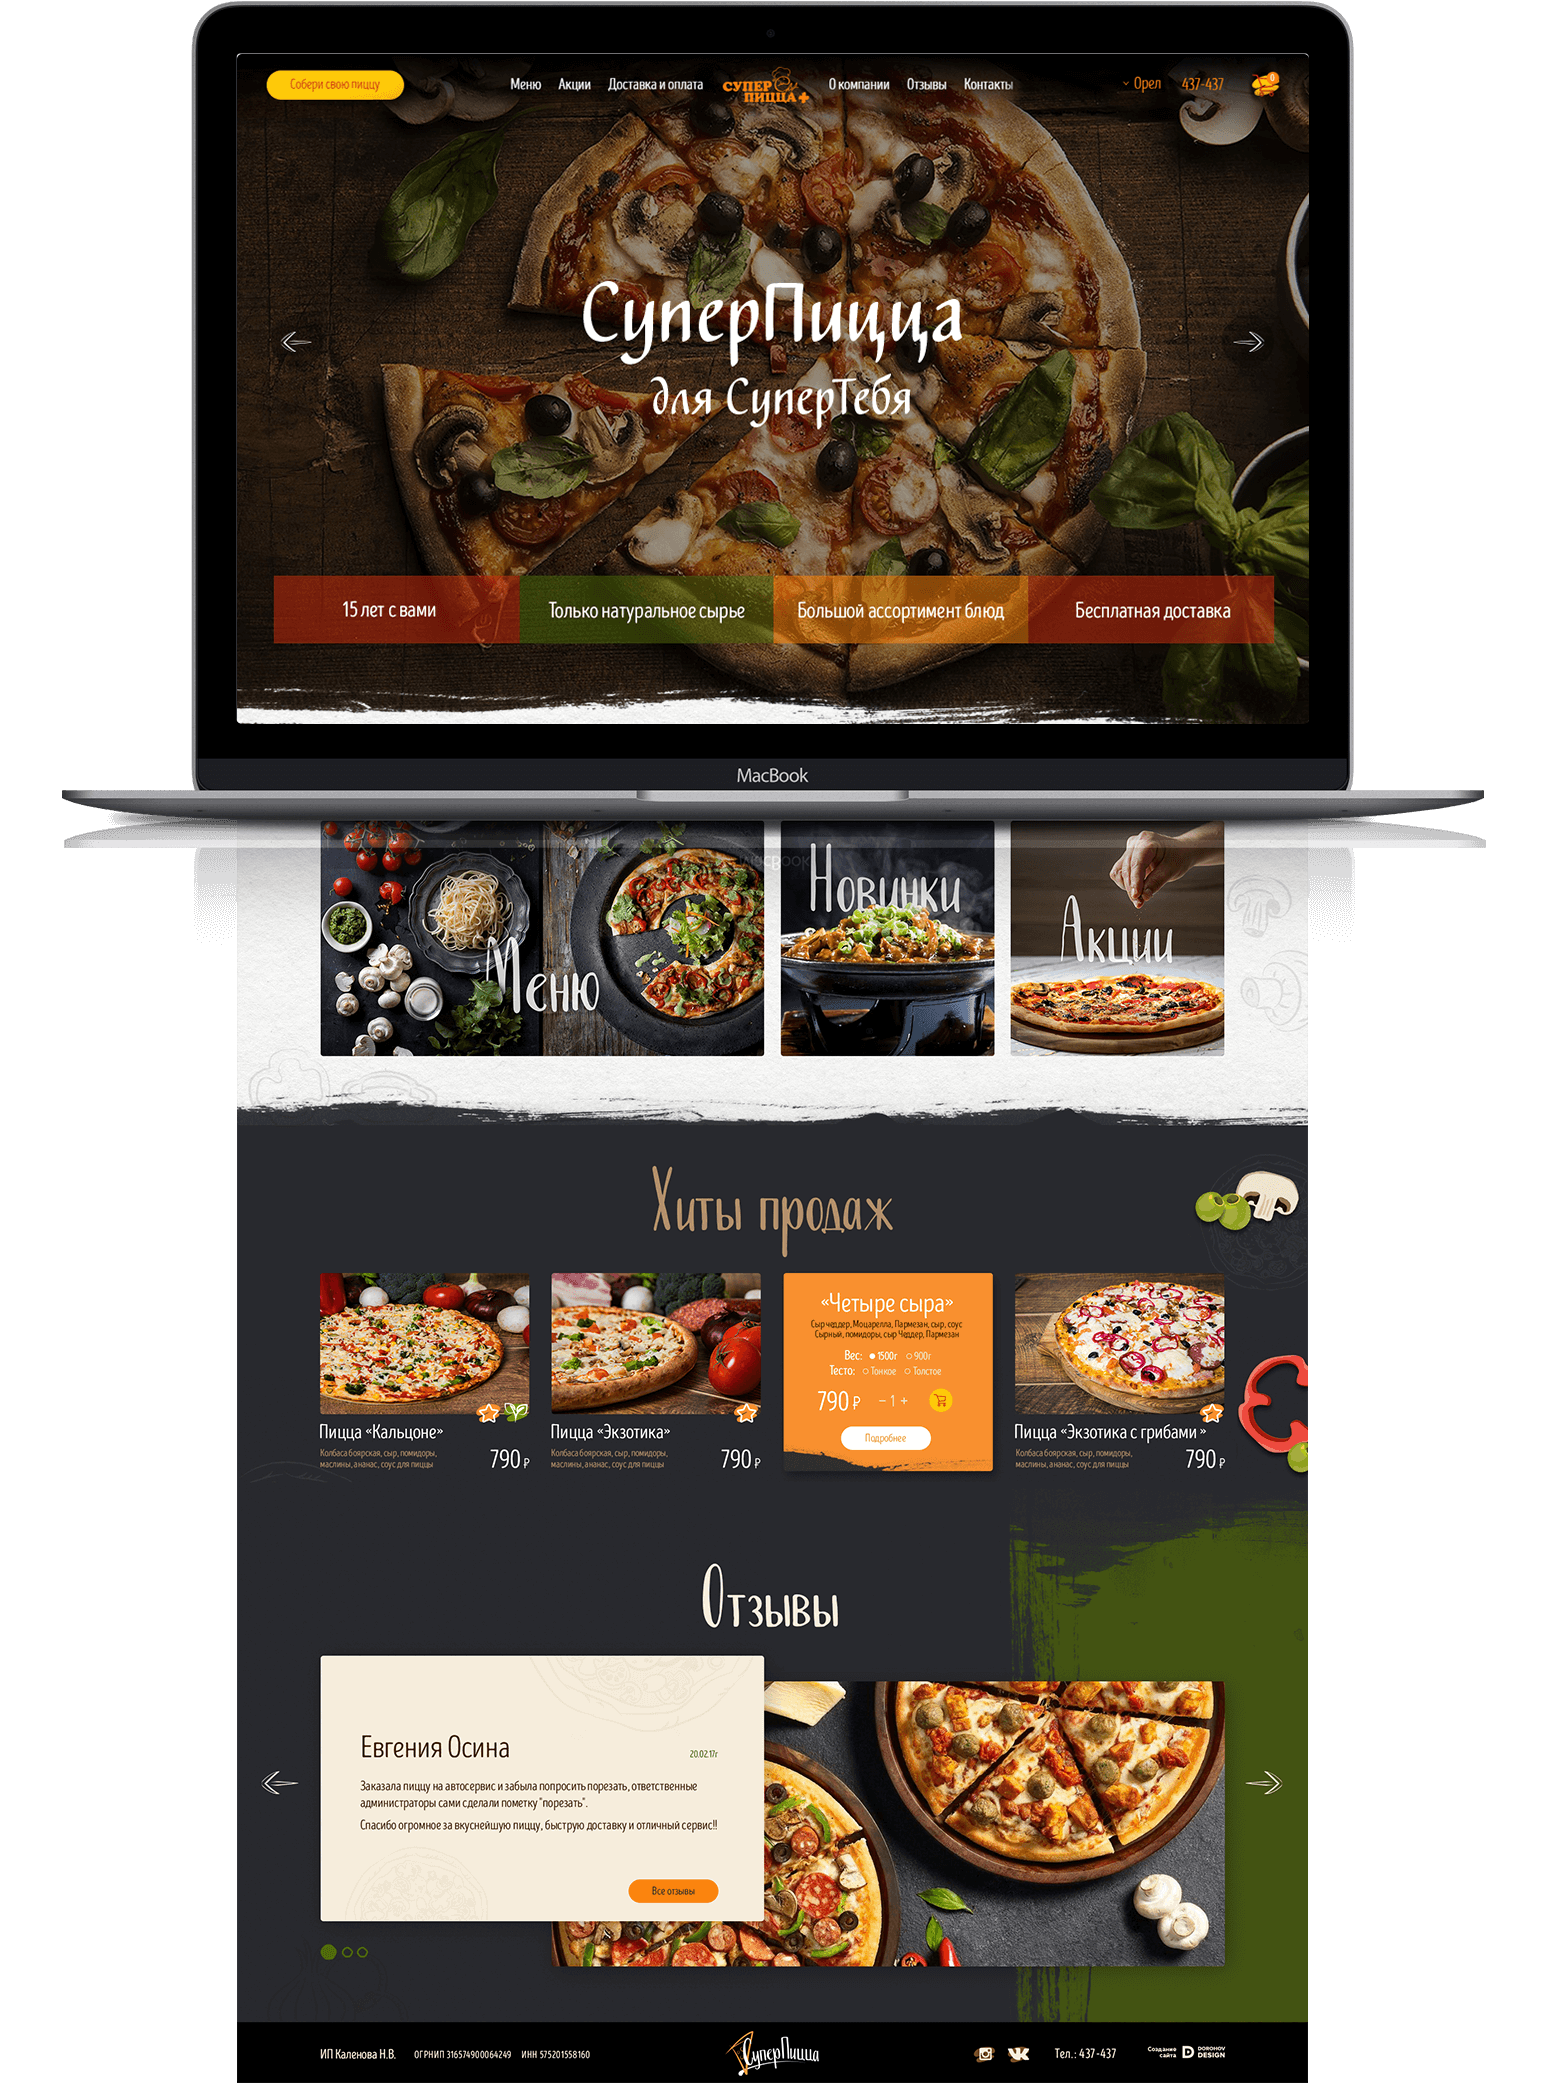 Собери свою пиццу
Меню
Акции
Доставка и оплата
СУПЕР
ПИЦЦА+
О компании
Отзывы
Контакты
Орел
437-437
0
СуперПицца
для СуперТебя
15 лет с вами
Только натуральное сырье
Большой ассортимент блюд
Бесплатная доставка
MacBook
Меню
Новинки
Акции
Хиты продаж
Пицца «Кальцоне»
Колбаса боярская, сыр, помидоры,
маслины, ананас, соус для пиццы
790 ₽
Пицца «Экзотика»
Колбаса боярская, сыр, помидоры,
маслины, ананас, соус для пиццы
790 ₽
«Четыре сыра»
Сыр чеддер, Моцарелла, Пармезан, сыр, соус
Сырный, помидоры, сыр Чеддер, Пармезан
Вес: 1500г 900г
Тесто: Тонкое Толстое
790 ₽ – 1 +
Подробнее
Пицца «Экзотика с грибами »
Колбаса боярская, сыр, помидоры,
маслины, ананас, соус для пиццы
790 ₽
Отзывы
Евгения Осина
20.02.17г
Заказала пиццу на автосервис и забыла попросить порезать, ответственные
администраторы сами сделали пометку "порезать".
Спасибо огромное за вкуснейшую пиццу, быструю доставку и отличный сервис!!
Все отзывы
ИП Каленова Н.В.
ОГРНИП 316574900064249
ИНН 575201558160
СуперПицца
Тел.: 437-437
Создание
сайта
DOROHOV
DESIGN